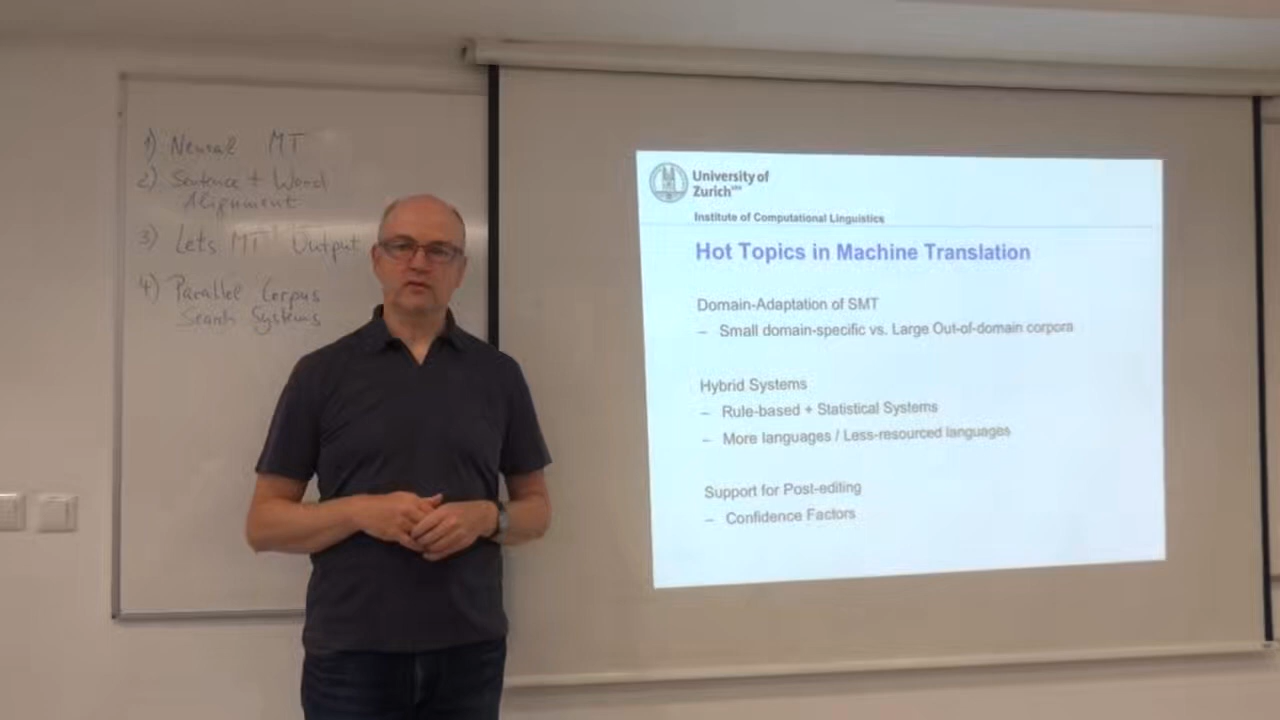 1) Neural MT
2) Sentence + Word
Alignment
3) Lets MT Output
4) Parallel Corpus
Search Systems
University of
Zurich
Institute of Computational Linguistics
Hot Topics in Machine Translation
Domain-Adaptation of SMT
– Small domain-specific vs. Large Out-of-domain corpora
Hybrid Systems
– Rule-based + Statistical Systems
– More languages / Less-resourced languages
Support for Post-editing
– Confidence Factors